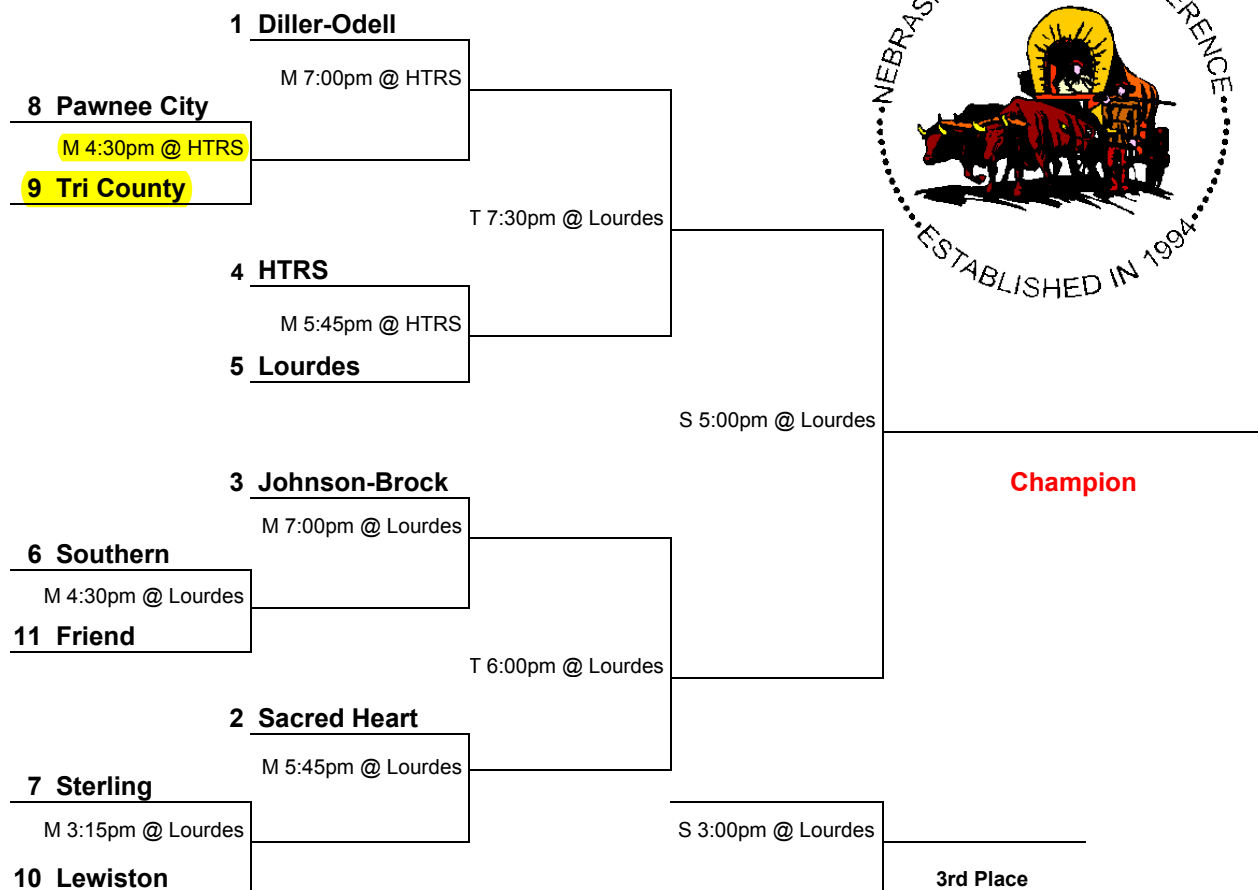 1 Diller-Odell
M 7:00pm @ HTRS
8 Pawnee City
M 4:30pm @ HTRS
9 Tri County
T 7:30pm @ Lourdes
4 HTRS
M 5:45pm @ HTRS
5 Lourdes
S 5:00pm @ Lourdes
Champion
3 Johnson-Brock
M 7:00pm @ Lourdes
6 Southern
M 4:30pm @ Lourdes
11 Friend
T 6:00pm @ Lourdes
2 Sacred Heart
M 5:45pm @ Lourdes
7 Sterling
M 3:15pm @ Lourdes
10 Lewiston
S 3:00pm @ Lourdes
3rd Place
ESTABLISHED IN 1994